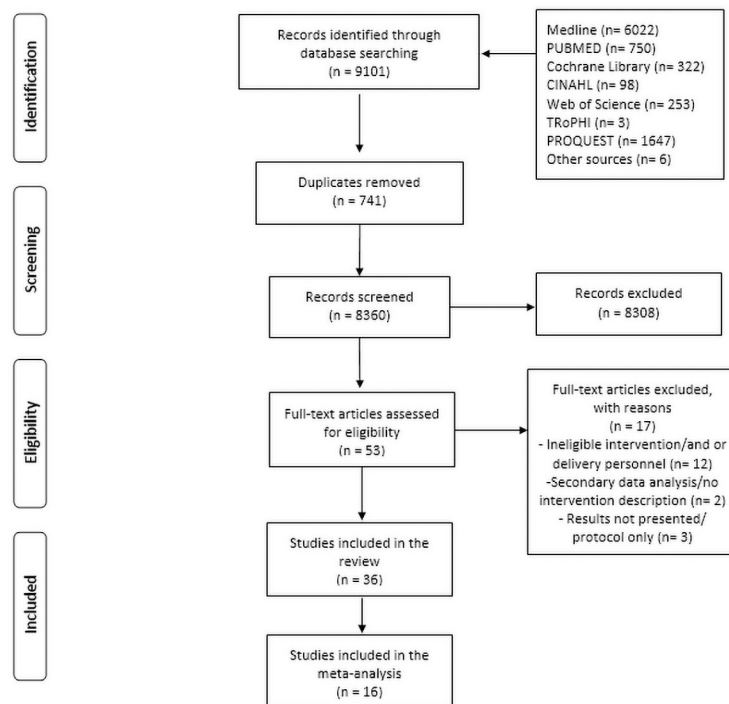 Identification
Records identified through
database searching
(n = 9101)
Medline (n= 6022)
PUBMED (n = 750)
Cochrane Library (n = 322)
CINAHL (n= 98)
Web of Science (n= 253)
TRoPHI (n= 3)
PROQUEST (n= 1647)
Other sources (n= 6)
Screening
Duplicates removed
(n = 741)
Records screened
(n = 8360)
Records excluded
(n = 8308)
Eligibility
Full-text articles assessed
for eligibility
(n = 53)
Full-text articles excluded,
with reasons
(n = 17)
- Ineligible intervention/and or
delivery personnel (n= 12)
-Secondary data analysis/no
intervention description (n= 2)
- Results not presented/
protocol only (n= 3)
Included
Studies included in the
review
(n = 36)
Studies included in the
meta-analysis
(n = 16)